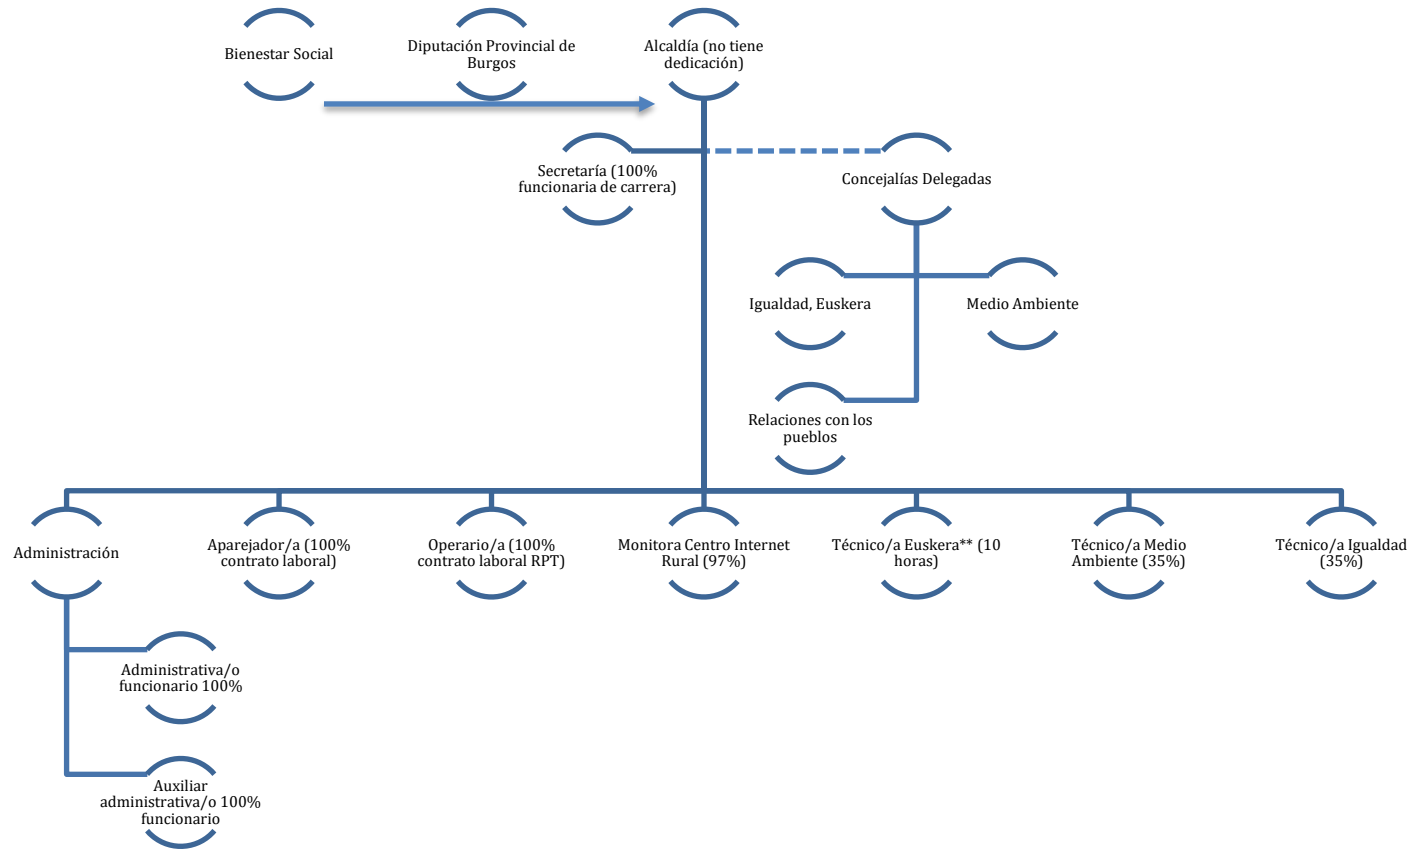 Bienestar Social
Diputación Provincial de
Burgos
Alcaldía (no tiene
dedicación)
Secretaría (100%
funcionaria de carrera)
Concejalías Delegadas
Igualdad, Euskera
Medio Ambiente
Relaciones con los
pueblos
Administración
Aparejador/a (100%
contrato laboral)
Operario/a (100%
contrato laboral RPT)
Monitora Centro Internet
Rural (97%)
Técnico/a Euskera** (10
horas)
Técnico/a Medio
Ambiente (35%)
Técnico/a Igualdad
(35%)
Administrativa/o
funcionario 100%
Auxiliar
administrativa/o 100%
funcionario